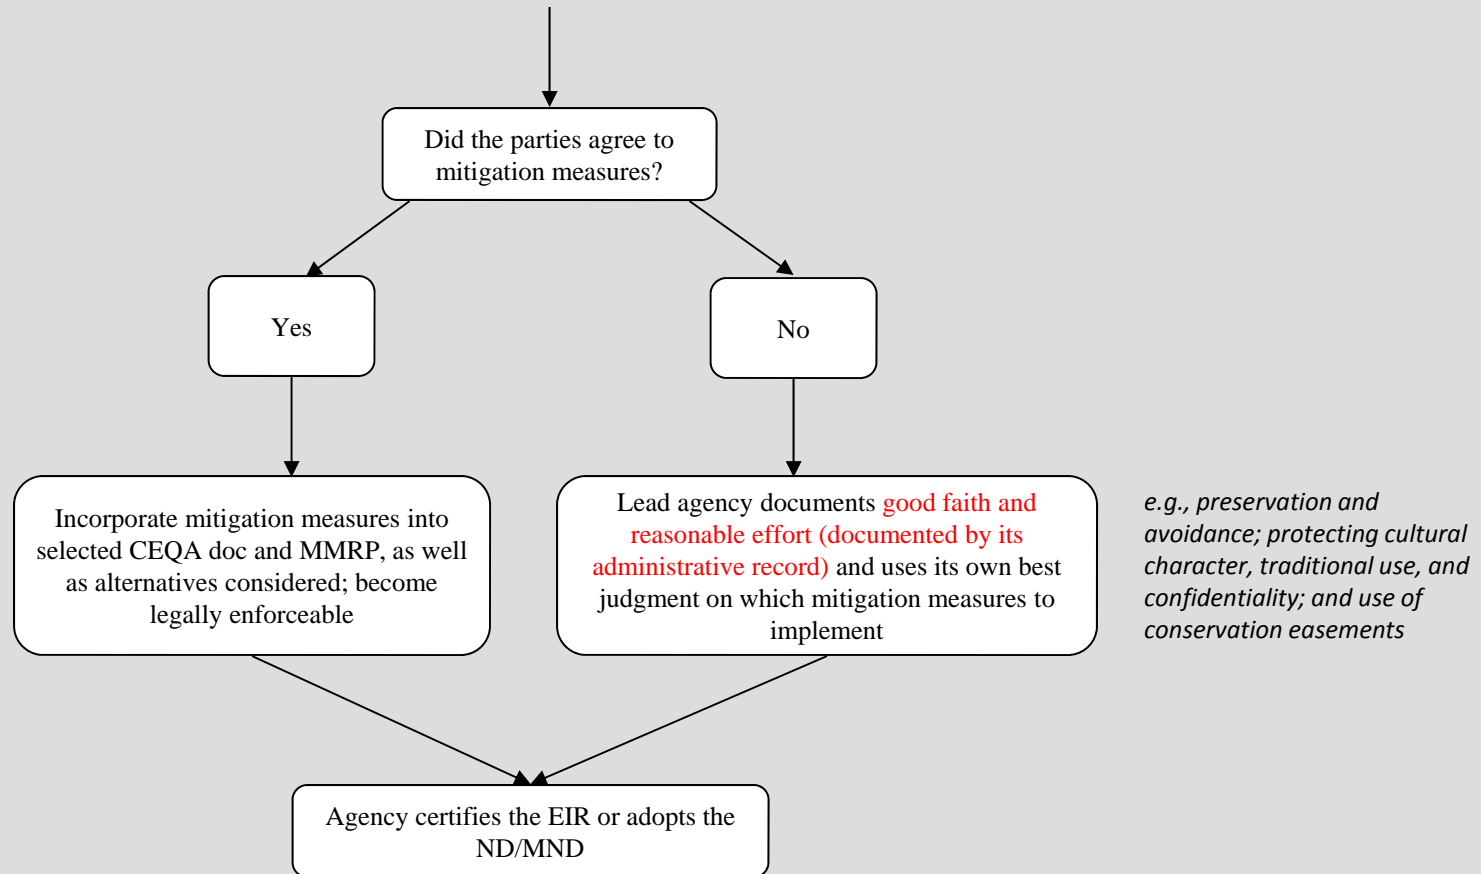 Did the parties agree to
mitigation measures?
Yes
No
Incorporate mitigation measures into
selected CEQA doc and MMRP, as well
as alternatives considered; become
legally enforceable
Lead agency documents good faith and
reasonable effort (documented by its
administrative record) and uses its own best
judgment on which mitigation measures to
implement
e.g., preservation and
avoidance; protecting cultural
character, traditional use, and
confidentiality; and use of
conservation easements
Agency certifies the EIR or adopts the
ND/MND